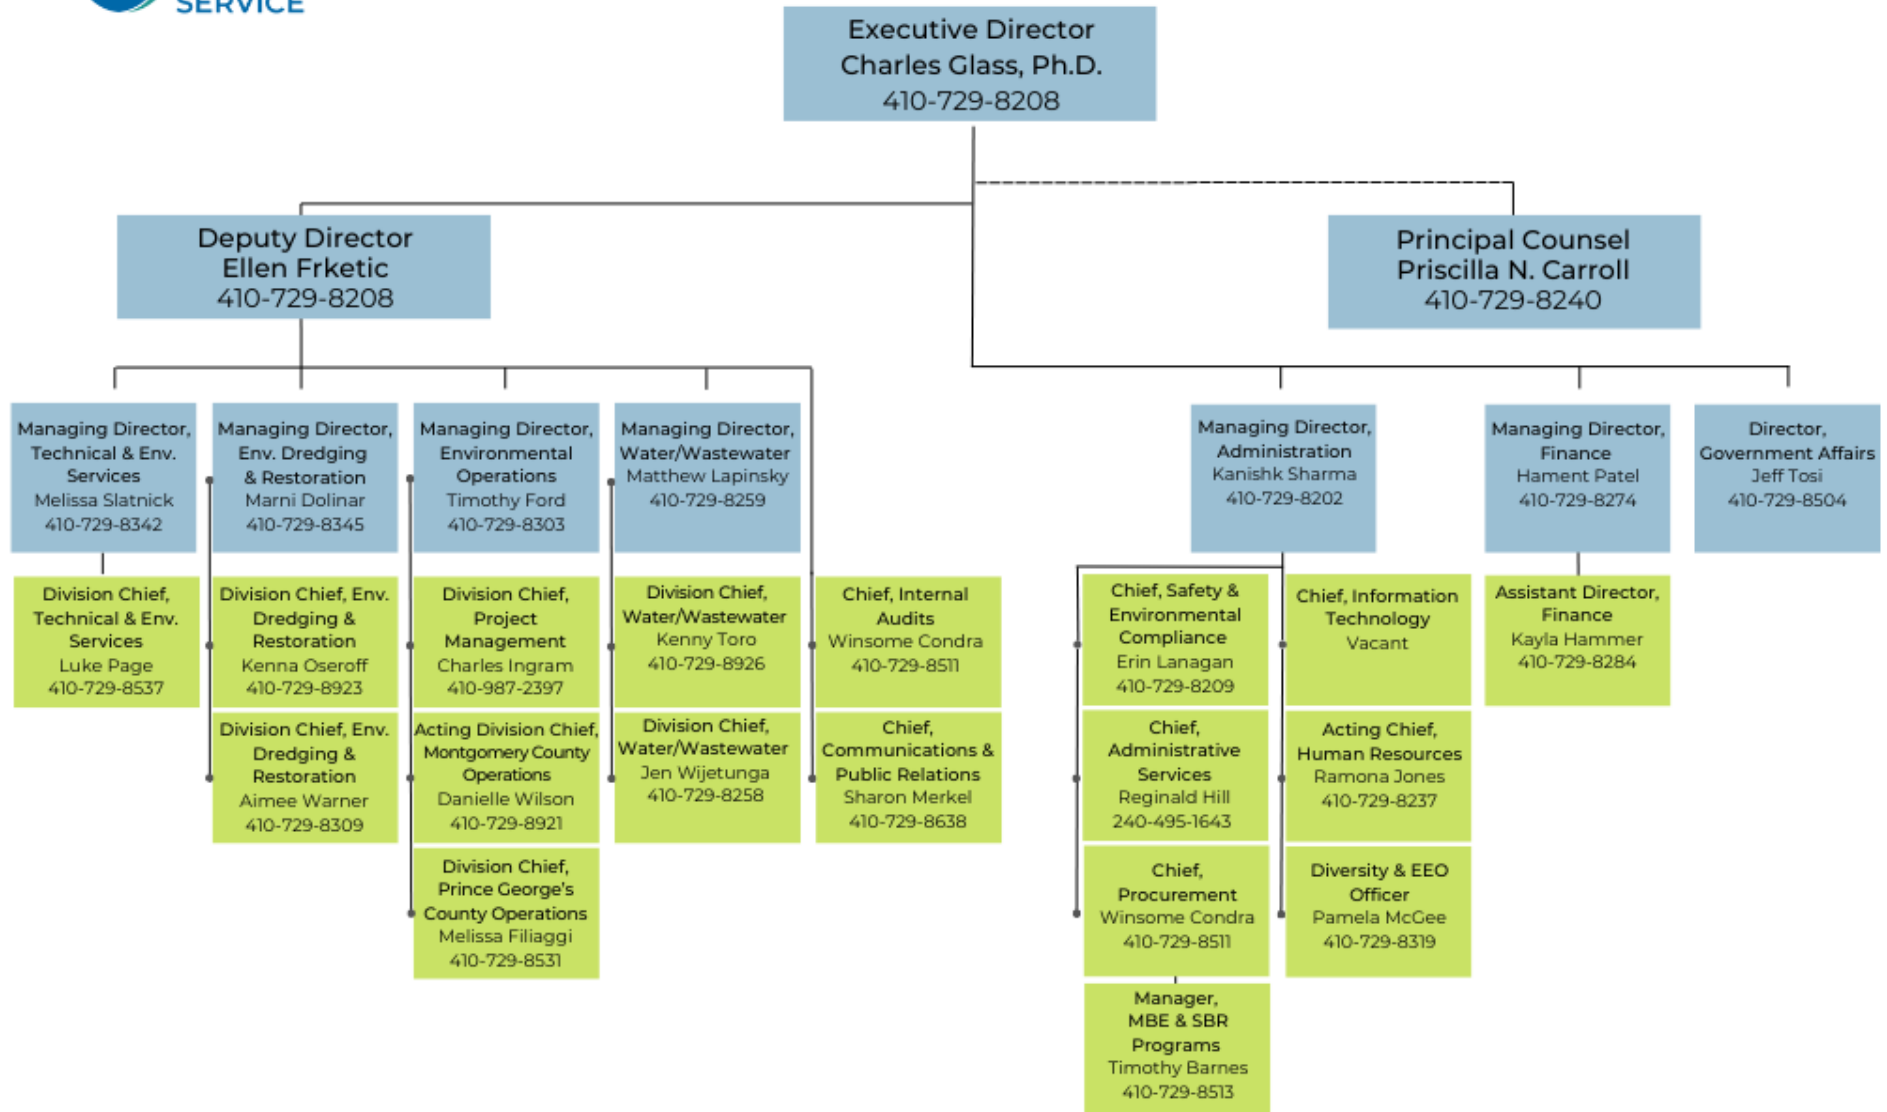 SERVICE
Executive Director
Charles Glass, Ph.D.
410-729-8208
Deputy Director
Ellen Frketic
410-729-8208
Principal Counsel
Priscilla N. Carroll
410-729-8240
Managing Director,
Technical & Env.
Services
Melissa Slatnick
410-729-8342
Managing Director,
Env. Dredging
& Restoration
Marni Dolinar
410-729-8345
Managing Director,
Environmental
Operations
Timothy Ford
410-729-8303
Managing Director,
Water/Wastewater
Matthew Lapinsky
410-729-8259
Managing Director,
Administration
Kanishk Sharma
410-729-8202
Managing Director,
Finance
Hament Patel
410-729-8274
Director,
Government Affairs
Jeff Tosi
410-729-8504
Division Chief,
Technical & Env.
Services
Luke Page
410-729-8537
Division Chief, Env.
Dredging &
Restoration
Kenna Oseroff
410-729-8923
Division Chief,
Project
Management
Charles Ingram
410-987-2397
Division Chief,
Water/Wastewater
Kenny Toro
410-729-8926
Chief, Internal
Audits
Winsome Condra
410-729-8511
Chief, Safety &
Environmental
Compliance
Erin Lanagan
410-729-8209
Chief, Information
Technology
Vacant
Assistant Director,
Finance
Kayla Hammer
410-729-8284
Division Chief, Env.
Dredging &
Restoration
Aimee Warner
410-729-8309
Acting Division Chief,
Montgomery County
Operations
Danielle Wilson
410-729-8921
Division Chief,
Water/Wastewater
Jen Wijetunga
410-729-8258
Chief,
Communications &
Public Relations
Sharon Merkel
410-729-8638
Chief,
Administrative
Services
Reginald Hill
240-495-1643
Acting Chief,
Human Resources
Ramona Jones
410-729-8237
Division Chief,
Prince George's
County Operations
Melissa Filiaggi
410-729-8531
Chief,
Procurement
Winsome Condra
410-729-8511
Diversity & EEO
Officer
Pamela McGee
410-729-8319
Manager,
MBE & SBR
Programs
Timothy Barnes
410-729-8513